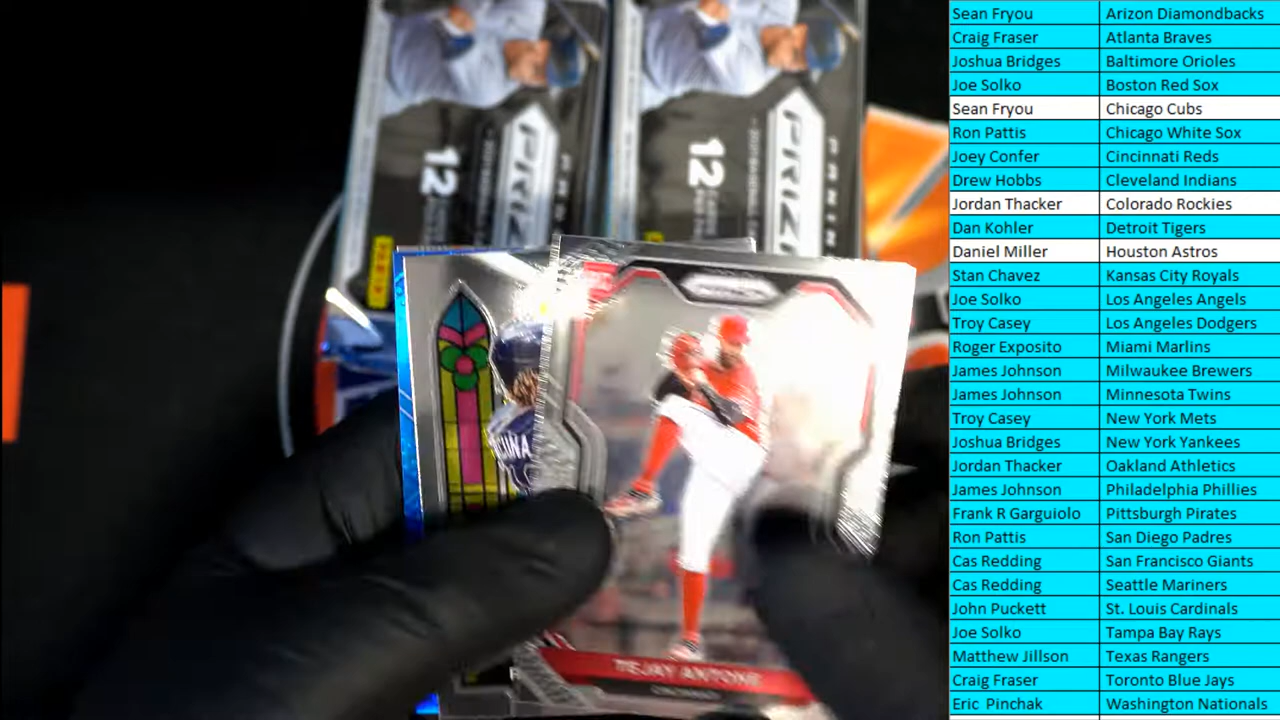 Sean Fryou Arizon Diamondbacks
Craig Fraser Atlanta Braves
Joshua Bridges Baltimore Orioles
Joe Solko Boston Red Sox
Sean Fryou Chicago Cubs
Ron Pattis Chicago White Sox
Joey Confer Cincinnati Reds
Drew Hobbs Cleveland Indians
Jordan Thacker Colorado Rockies
Dan Kohler Detroit Tigers
Daniel Miller Houston Astros
Stan Chavez Kansas City Royals
Joe Solko Los Angeles Angels
Troy Casey Los Angeles Dodgers
Roger Exposito Miami Marlins
James Johnson Milwaukee Brewers
James Johnson Minnesota Twins
Troy Casey New York Mets
Joshua Bridges New York Yankees
Jordan Thacker Oakland Athletics
James Johnson Philadelphia Phillies
Frank R Garguiolo Pittsburgh Pirates
Ron Pattis San Diego Padres
Cas Redding San Francisco Giants
Cas Redding Seattle Mariners
John Puckett St. Louis Cardinals
Joe Solko Tampa Bay Rays
Matthew Jillson Texas Rangers
Craig Fraser Toronto Blue Jays
Eric Pinchak Washington Nationals
12
PRIZ
12
PRIZ
PANIN
TEJAY ANTONE